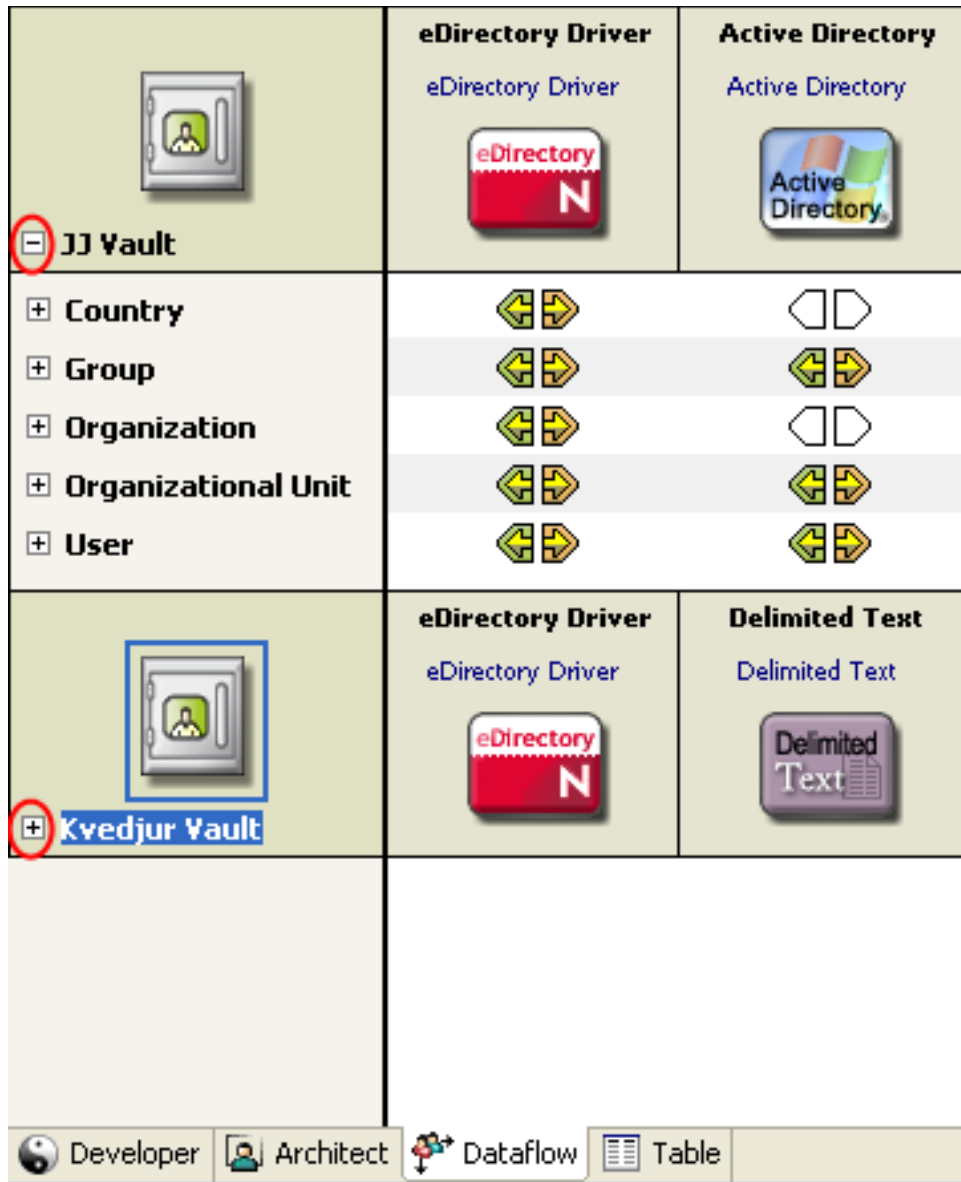 eDirectory Driver
Active Directory
eDirectory Driver
Active Directory
eDirectory
N
Active
Directory
JJ Vault
Country
Group
Organization
Organizational Unit
User
eDirectory Driver
Delimited Text
eDirectory Driver
Delimited Text
eDirectory
N
Delimited
Text
Kvedjur Vault
Developer
Architect
Dataflow
Table